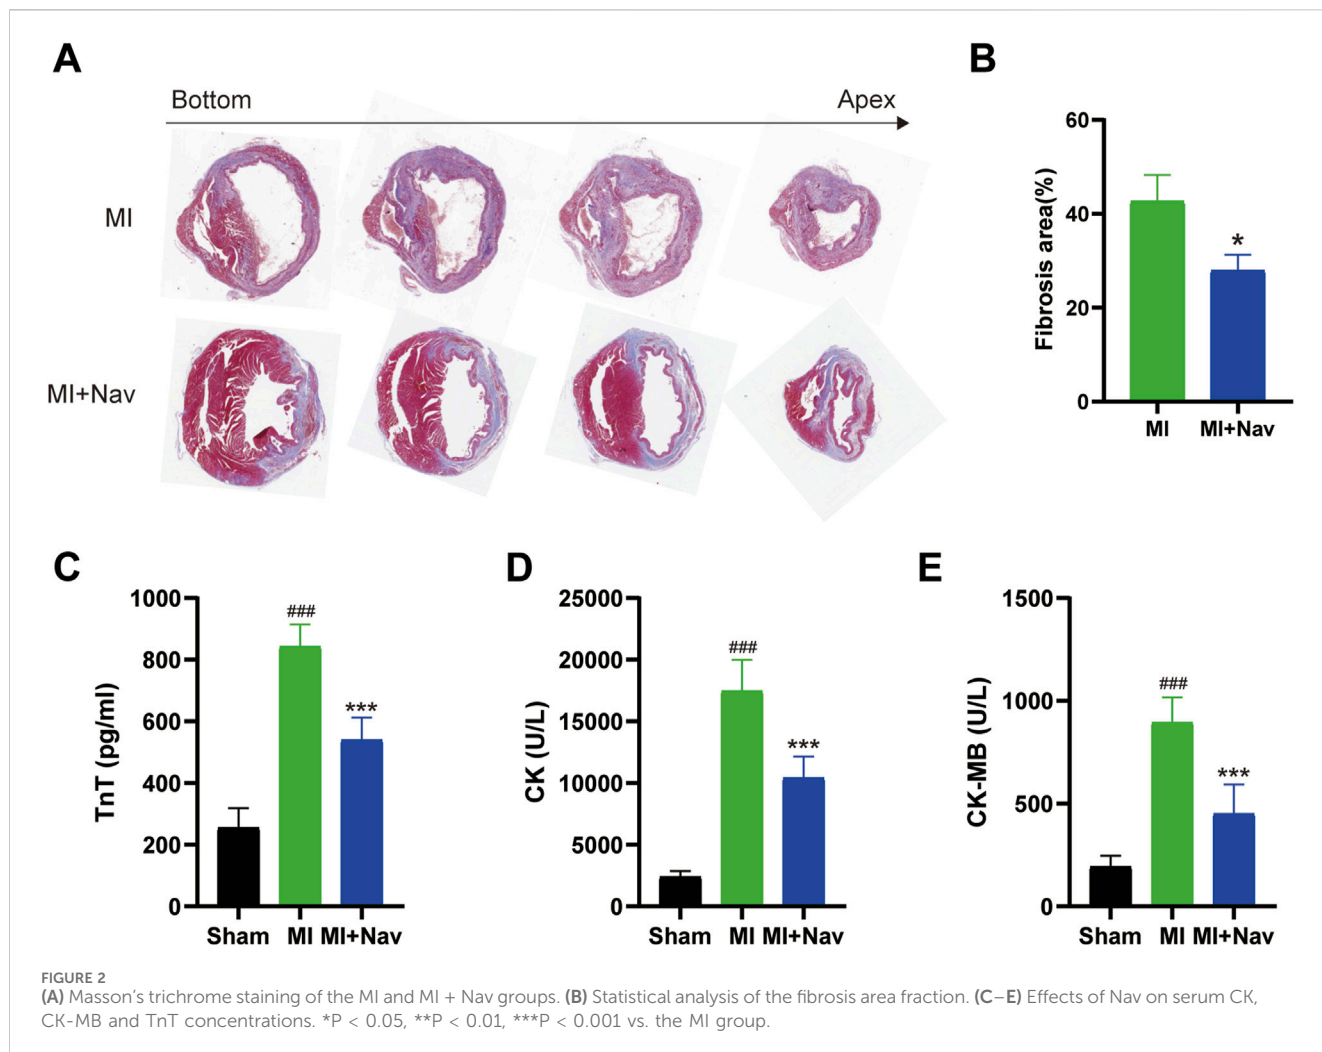 A
Bottom
Apex
MI
MI+Nav
B
Fibrosis area(%)
60
40
20
0
*
MI MI+Nav
C
TnT (pg/ml)
1000
800
600
400
200
0
###
***
Sham MI MI+Nav
D
CK (U/L)
25000
20000
15000
10000
5000
0
###
***
Sham MI MI+Nav
E
CK-MB (U/L)
1500
1000
500
0
###
***
Sham MI MI+Nav
FIGURE 2
(A) Masson's trichrome staining of the MI and MI + Nav groups. (B) Statistical analysis of the fibrosis area fraction. (C–E) Effects of Nav on serum CK,
CK-MB and TnT concentrations. *P < 0.05, **P < 0.01, ***P < 0.001 vs. the MI group.